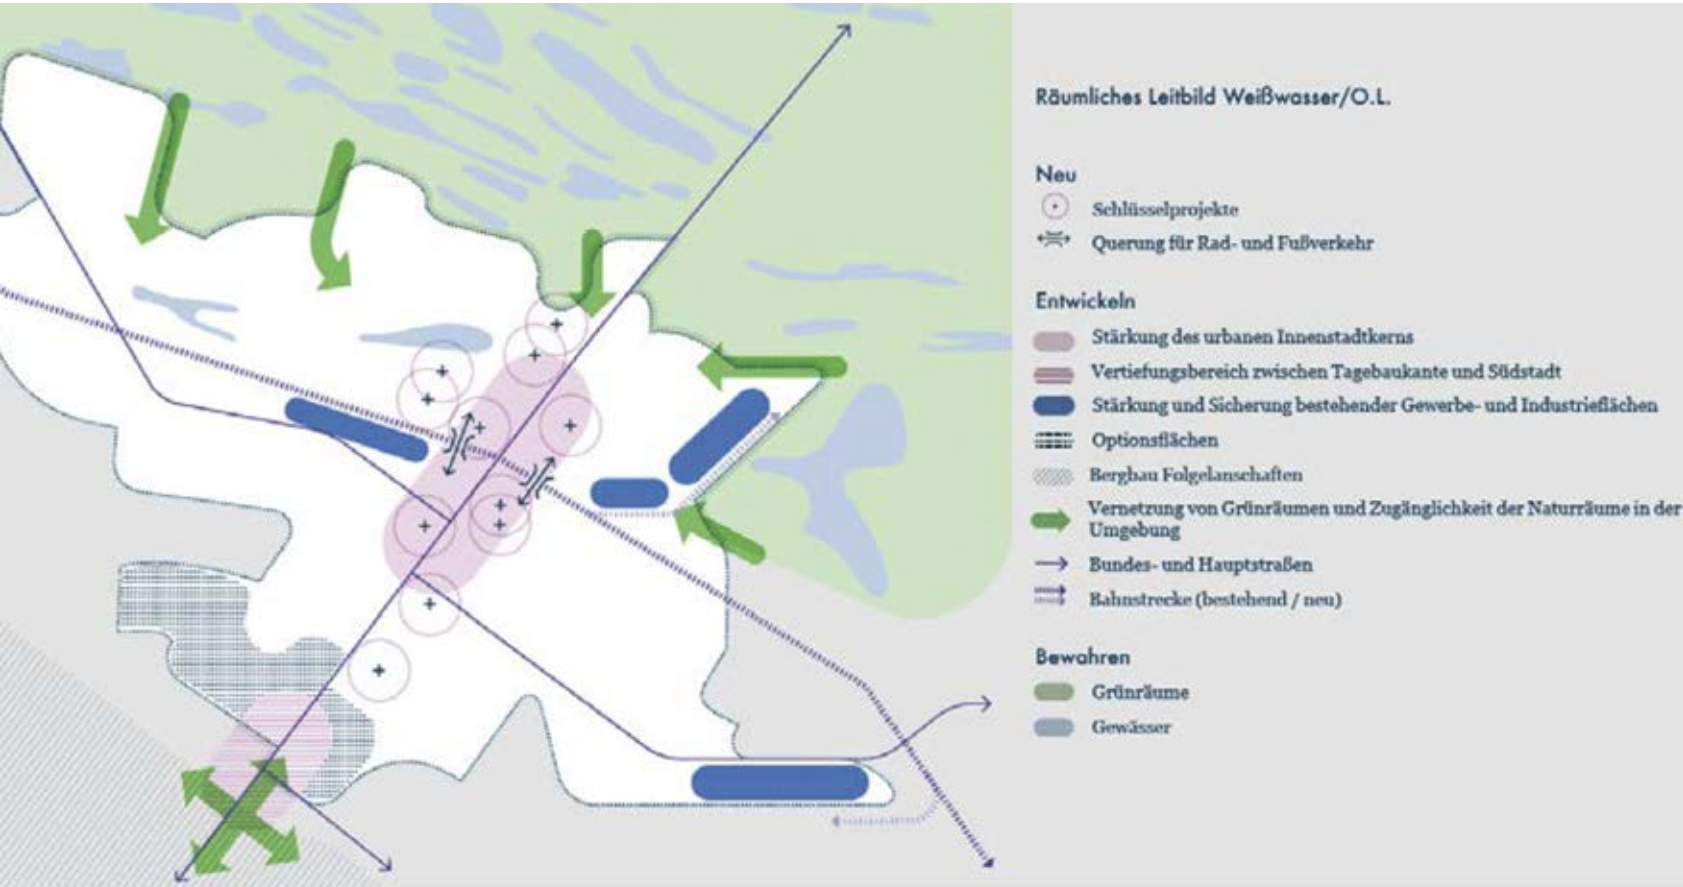 Räumliches Leitbild Weißwasser/O.L.
Neu
Schlüsselprojekte
Querung für Rad- und Fußverkehr
Entwickeln
Stärkung des urbanen Innenstadtkerns
Vertiefungsbereich zwischen Tagebaukante und Südstadt
Stärkung und Sicherung bestehender Gewerbe- und Industrieflächen
Optionsflächen
Bergbau Folgelanschaften
Vernetzung von Grünräumen und Zugänglichkeit der Naturräume in der
Umgebung
Bundes- und Hauptstraßen
Bahnstrecke (bestehend / neu)
Bewahren
Grünräume
Gewässer